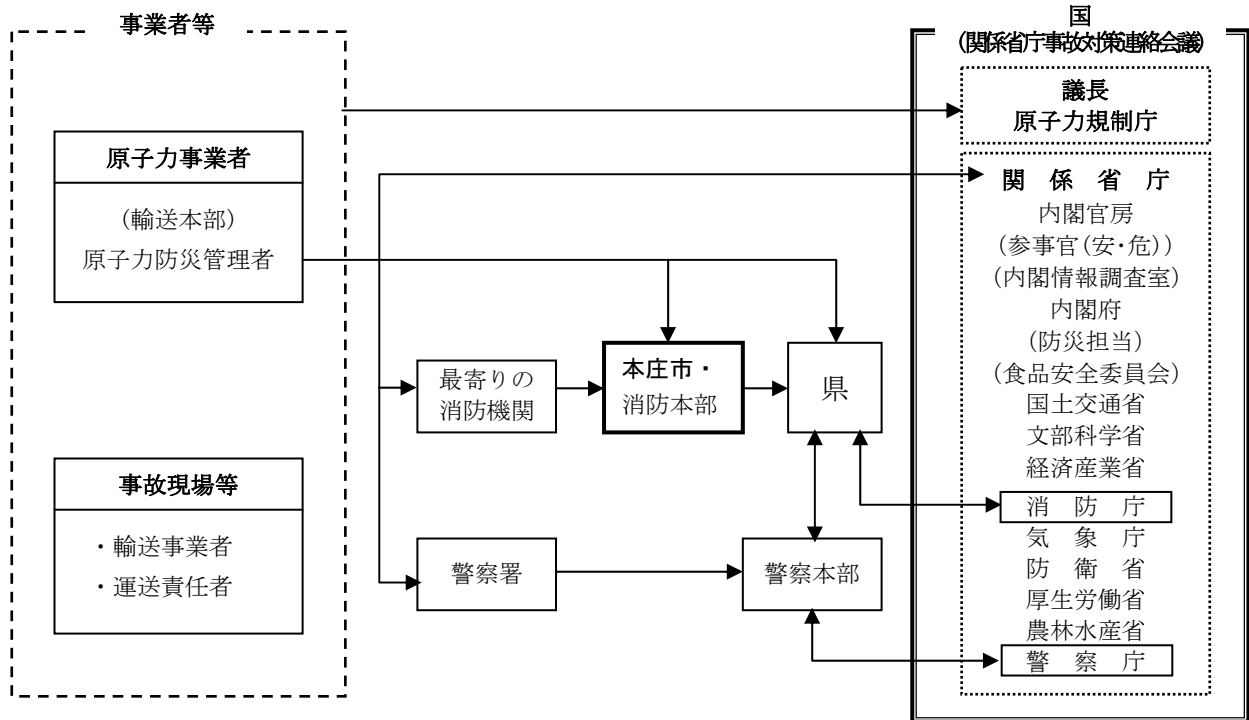 事業者等
原子力事業者
(輸送本部)
原子力防災管理者
事故現場等
・輸送事業者
・運送責任者
最寄りの
消防機関
本庄市・
消防本部
県
警察署
警察本部
国
(関係省庁事故対策連絡会議)
議長
原子力規制庁
関係省庁
内閣官房
(参事官(安・危))
(内閣情報調査室)
内閣府
(防災担当)
(食品安全委員会)
国土交通省
文部科学省
経済産業省
消防庁
気象庁
防衛省
厚生労働省
農林水産省
警察庁